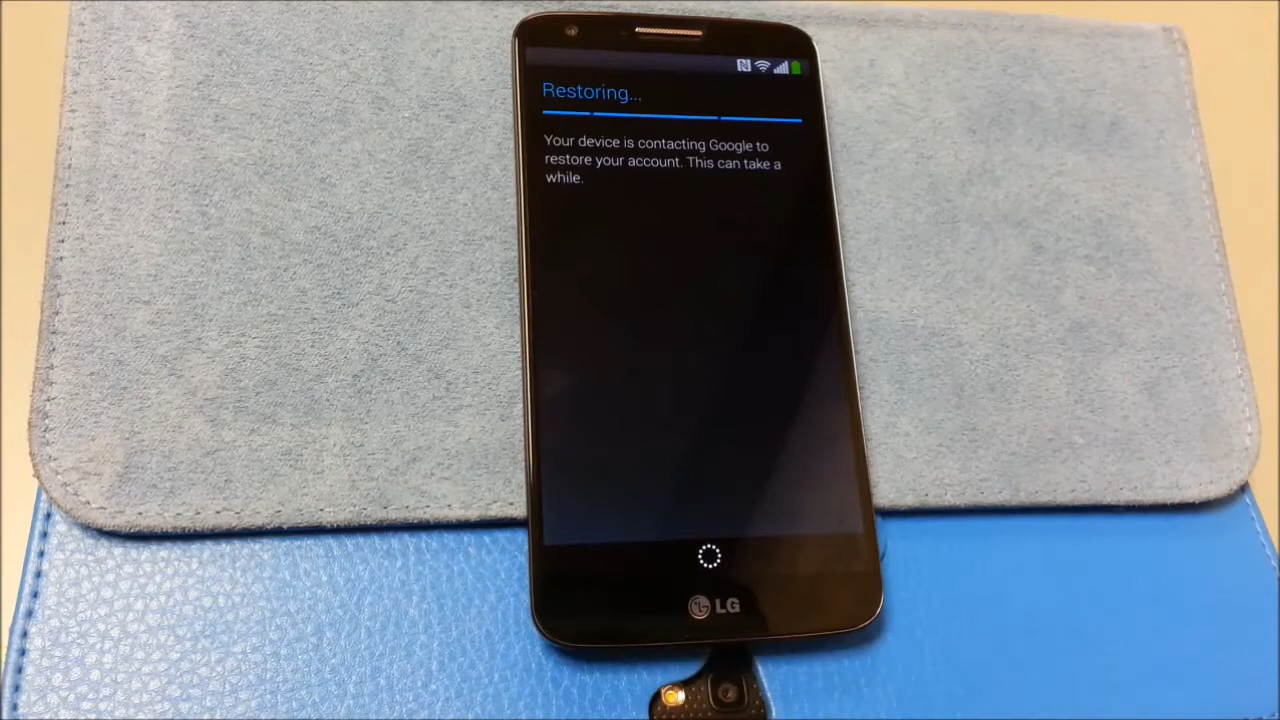 Restoring...
Your device is contacting Google to
restore your account. This can take a
while.
LG